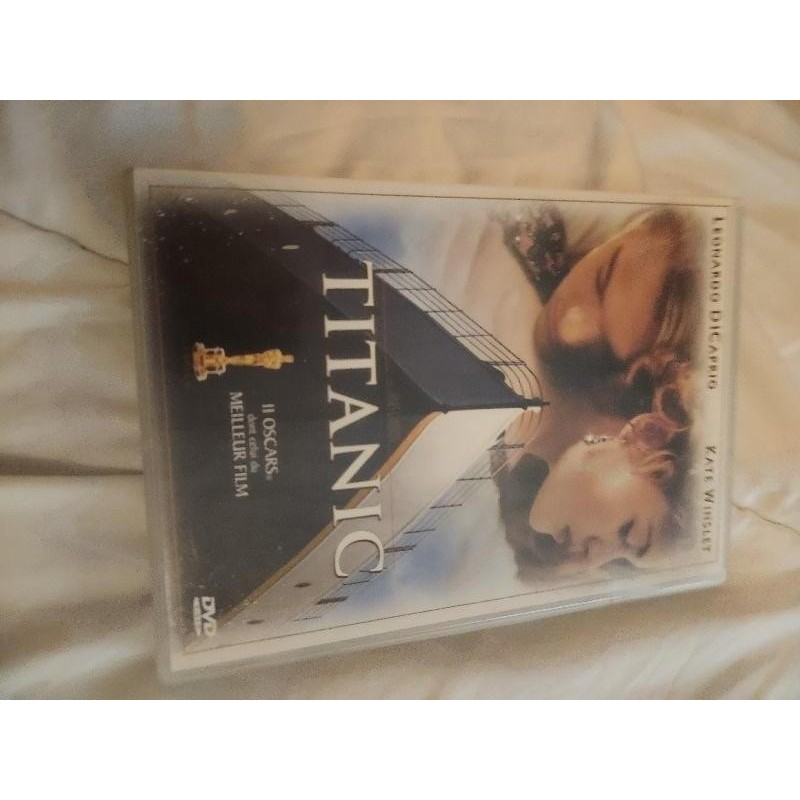 LEONARDO DICAPRIO KATE WINSLET
TITANIC
11 OSCARS®
dont celui du
MEILLEUR FILM
DVD